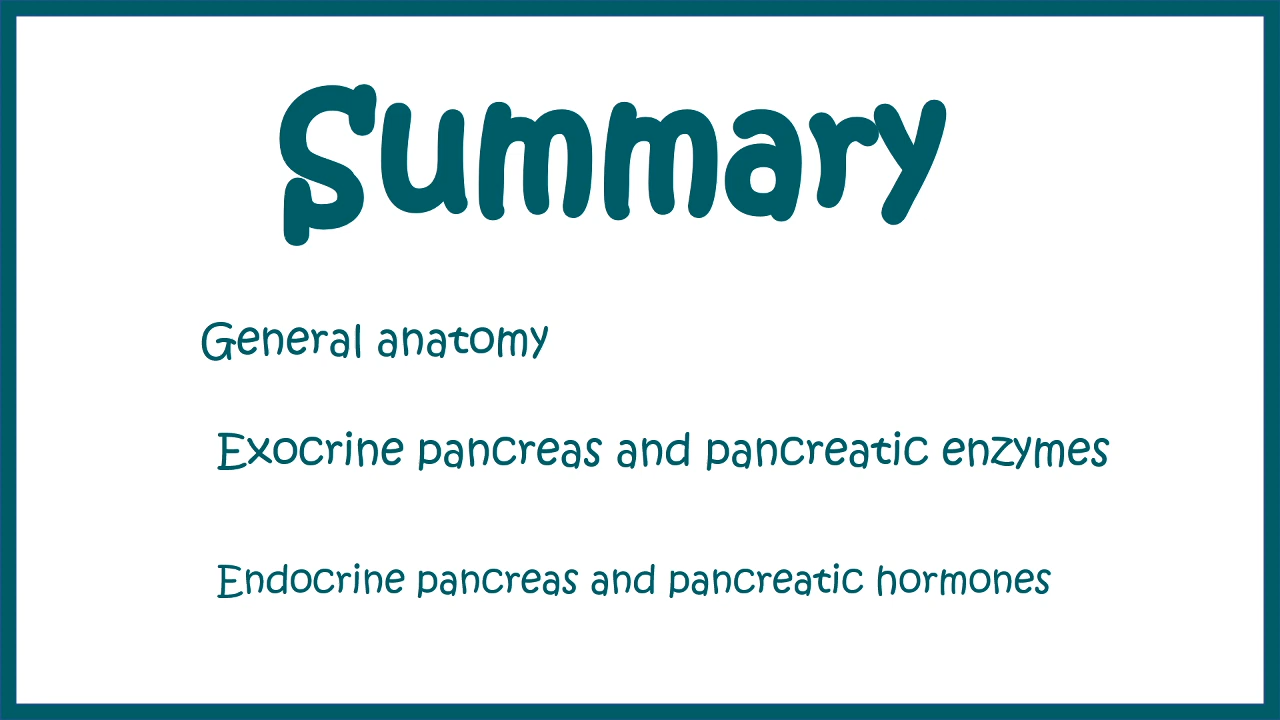 Summary
General anatomy
Exocrine pancreas and pancreatic enzymes
Endocrine pancreas and pancreatic hormones